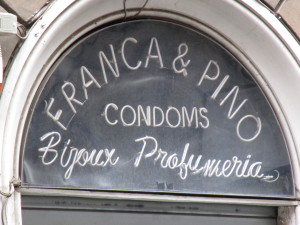 FRANCA & PINO
CONDOMS
Bijoux Profumeria